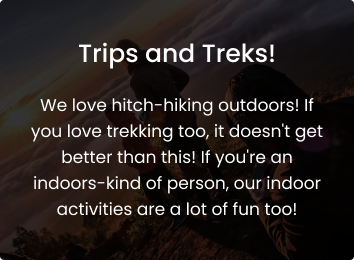 Trips and Treks!
We love hitch-hiking outdoors! If
you love trekking too, it doesn't get
better than this! If you're an
indoors-kind of person, our indoor
activities are a lot of fun too!